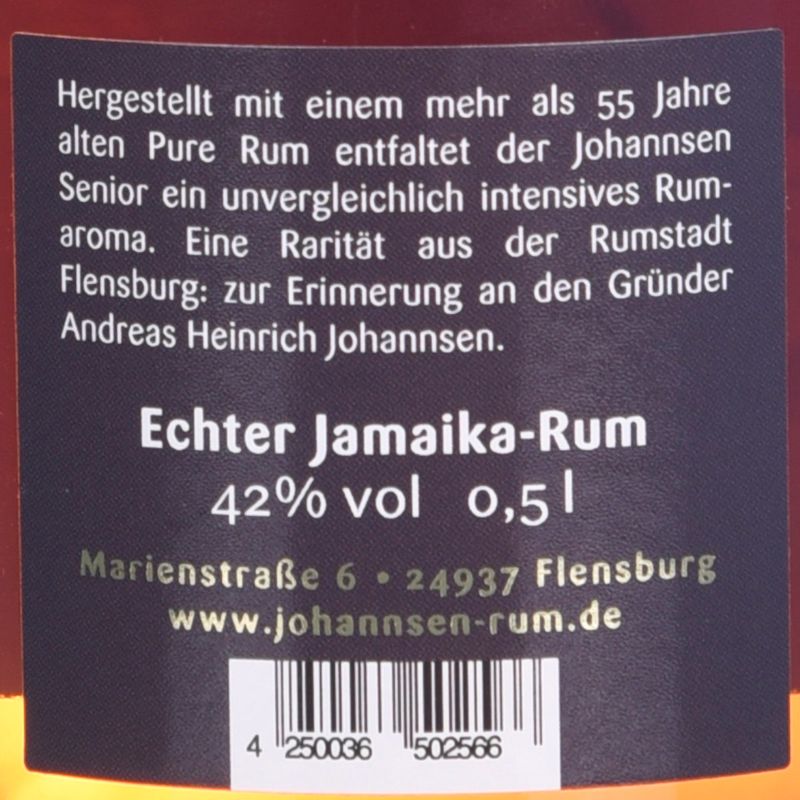 Hergestellt mit einem mehr als 55 Jahre
alten Pure Rum entfaltet der Johannsen
Senior ein unvergleichlich intensives Rum-
aroma. Eine Rarität aus der Rumstadt
Flensburg: zur Erinnerung an den Gründer
Andreas Heinrich Johannsen.
Echter Jamaika-Rum
42% vol 0,5 l
Marienstraße 6 • 24937 Flensburg
www.johannsen-rum.de
4 250036 502566